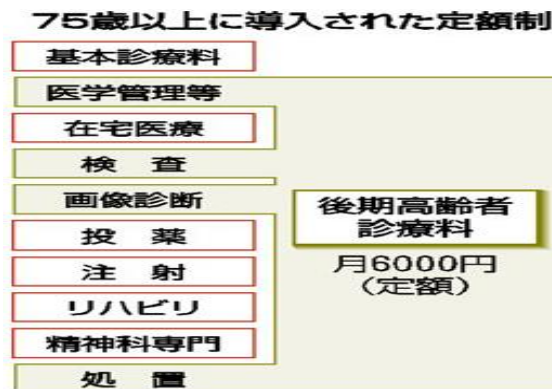 75歳以上に導入された定額制
基本診療料
医学管理等
在宅医療
検　査
画像診断
投　薬
注　射
リハビリ
精神科専門
処　置
後期高齢者
診療料
月6000円
(定額)